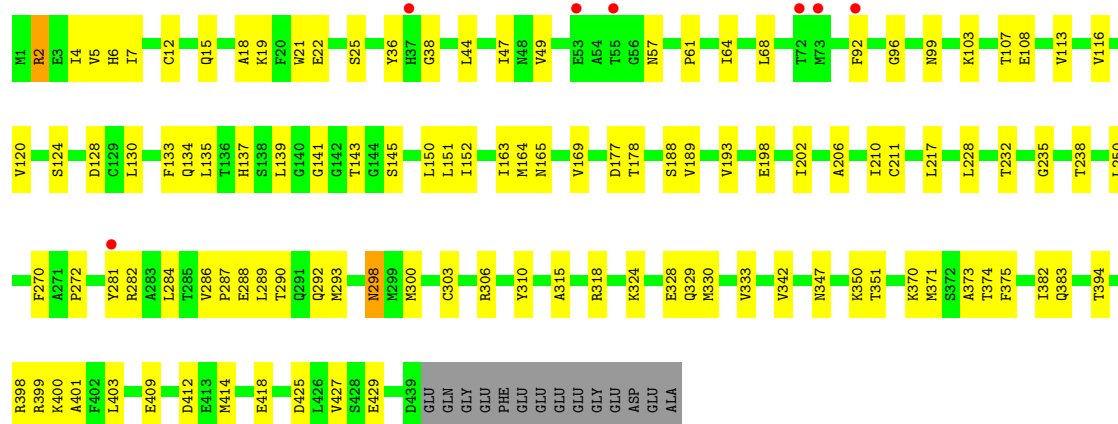 M1 R2 E3 I4 V5 H6 I7 C12 Q15 A18 K19 F20 W21 E22 S25 Y36 H37 G38 L44 I47 N48 V49 E53 A54 T55 G56 N57 P61 I64 L68 T72 M73 F92 G96 N99 K103 T107 E108 V113 V116
V120 S124 D128 C129 L130 F133 Q134 L135 T136 H137 S138 L139 G140 G141 G142 T143 G144 S145 L150 L151 I152 I163 M164 N165 V169 D177 T178 S188 V189 V193 E198 I202 A206 I210 C211 L217 L228 T232 G235 T238 L250
F270 A271 P272 Y281 R282 A283 L284 T285 V286 P287 E288 L289 T290 Q291 Q292 M293 N298 M299 M300 C303 R306 Y310 A315 R318 K324 E328 Q329 M330 V333 V342 N347 K350 T351 K370 M371 S372 A373 T374 F375 I382 Q383 T394
R398 R399 K400 A401 F402 L403 E409 D412 E413 M414 E418 D425 L426 V427 S428 E429 D439 GLU GLN GLY GLU PHE GLU GLU GLU GLU GLY GLU ASP GLU ALA